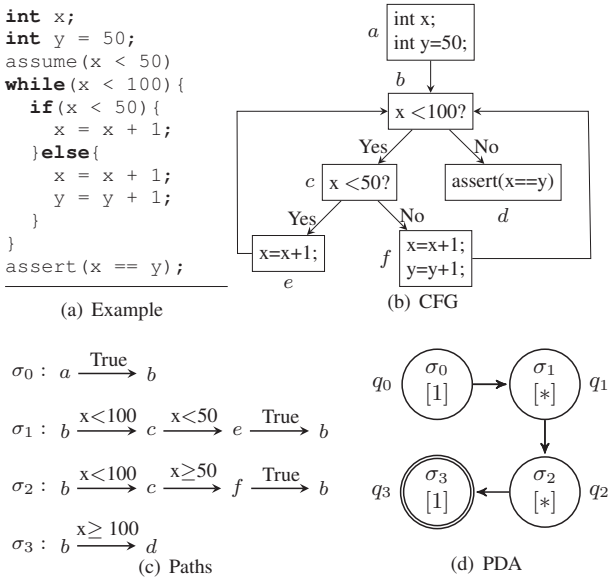 int x;
int y = 50;
assume(x < 50)
while(x < 100){
if(x < 50){
x = x + 1;
}else{
x = x + 1;
y = y + 1;
}
}
assert(x == y);
(a) Example
a
int x;
int y=50;
b
x <100?
Yes
No
c
x <50?
assert(x==y)
d
Yes
No
x=x+1;
e
f
x=x+1;
y=y+1;
(b) CFG
σ0 : a True b
σ1 : b x<100 c x<50 e True b
σ2 : b x<100 c x≥50 f True b
σ3 : b x≥ 100 d
(c) Paths
q0
σ0
[1]
σ1
[*]
q1
q3
σ3
[1]
σ2
[*]
q2
(d) PDA